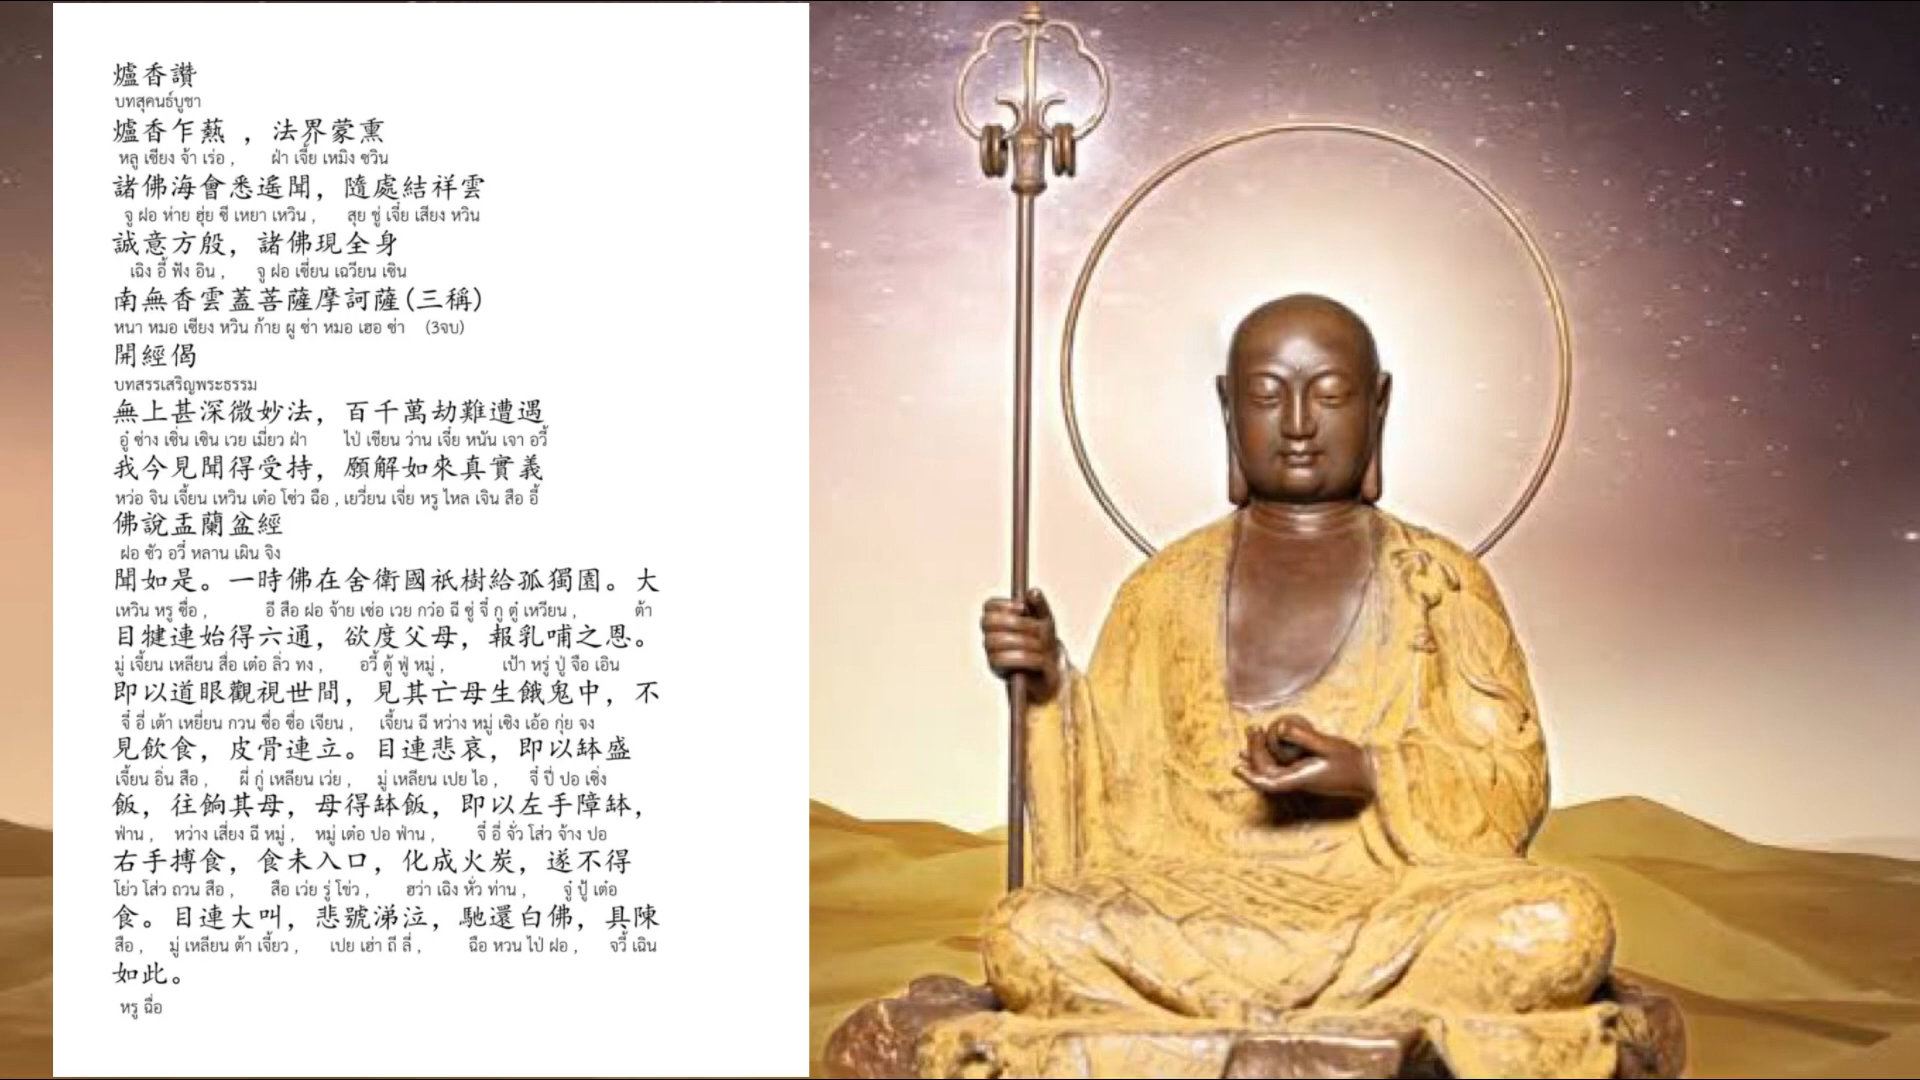 爐香讚
บทสุคนธ์บูชา
爐香乍爇 ，法界蒙熏
หลู เซียง จ้า เร่อ , ฝ่า เจี้ย เหมิง ซวิน
諸佛海會悉遙聞，隨處結祥雲
จู ฝอ ห่าย ฮุ่ย ซี เหยา เหวิน , สุย ชู่ เจี๋ย เสียง หวิน
誠意方殷，諸佛現全身
เฉิง อี้ ฟัง อิน , จู ฝอ เซี่ยน เฉวียน เซิน
南無香雲蓋菩薩摩訶薩(三稱)
หนา หมอ เซียง หวิน ก้าย ผู ซ่า หมอ เฮอ ซ่า (3จบ)
開經偈
บทสรรเสริญพระธรรม
無上甚深微妙法，百千萬劫難遭遇
อู๋ ซ่าง เซิ่น เซิน เวย เมี่ยว ฝ่า ไป่ เชียน ว่าน เจี๋ย หนัน เจา อวี้
我今見聞得受持，願解如來真實義
หว่อ จิน เจี้ยน เหวิน เต๋อ โซ่ว ฉือ , เยวี่ยน เจี่ย หรู ไหล เจิน สือ อี้
佛說盂蘭盆經
ฝอ ซัว อวี๋ หลาน เผิน จิง
聞如是。一時佛在舍衛國祇樹給孤獨園。大
เหวิน หรู ซื่อ , อี สือ ฝอ จ้าย เซ่อ เวย กว๋อ ฉี ชู่ จี๋ กู ตู๋ เหวียน , ต้า
目犍連始得六通，欲度父母，報乳哺之恩。
มู่ เจี้ยน เหลียน สื่อ เต๋อ ลิ่ว ทง , อวี้ ตู้ ฟู่ หมู่ , เป้า หรู่ ปู่ จือ เอิน
即以道眼觀視世間，見其亡母生餓鬼中，不
จี๋ อี่ เต้า เหยี่ยน กวน ซื่อ ซื่อ เจียน , เจี้ยน ฉี หว่าง หมู่ เซิง เอ้อ กุ่ย จง
見飲食，皮骨連立。目連悲哀，即以缽盛
เจี้ยน อิ่น สือ , ผี่ กู่ เหลียน เว่ย , มู่ เหลียน เปย ไอ , จี๋ ปี่ ปอ เซิ่ง
飯，往餉其母，母得缽飯，即以左手障缽，
ฟ่าน , หว่าง เสี่ยง ฉี หมู่ , หมู่ เต๋อ ปอ ฟ่าน , จี๋ อี่ จั่ว โส่ว จ้าง ปอ
右手摶食，食未入口，化成火炭，遂不得
โย่ว โส่ว ถวน สือ , สือ เว่ย รู่ โข่ว , ฮว่า เฉิง หั่ว ท่าน , จู๋ ปู้ เต๋อ
食。目連大叫，悲號涕泣，馳還白佛，具陳
สือ , มู่ เหลียน ต้า เจี้ยว , เปย เฮ่า ถี ลี่ , ฉือ หวน ไป่ ฝอ , จวี้ เฉิน
如此。
หรู ฉื่อ